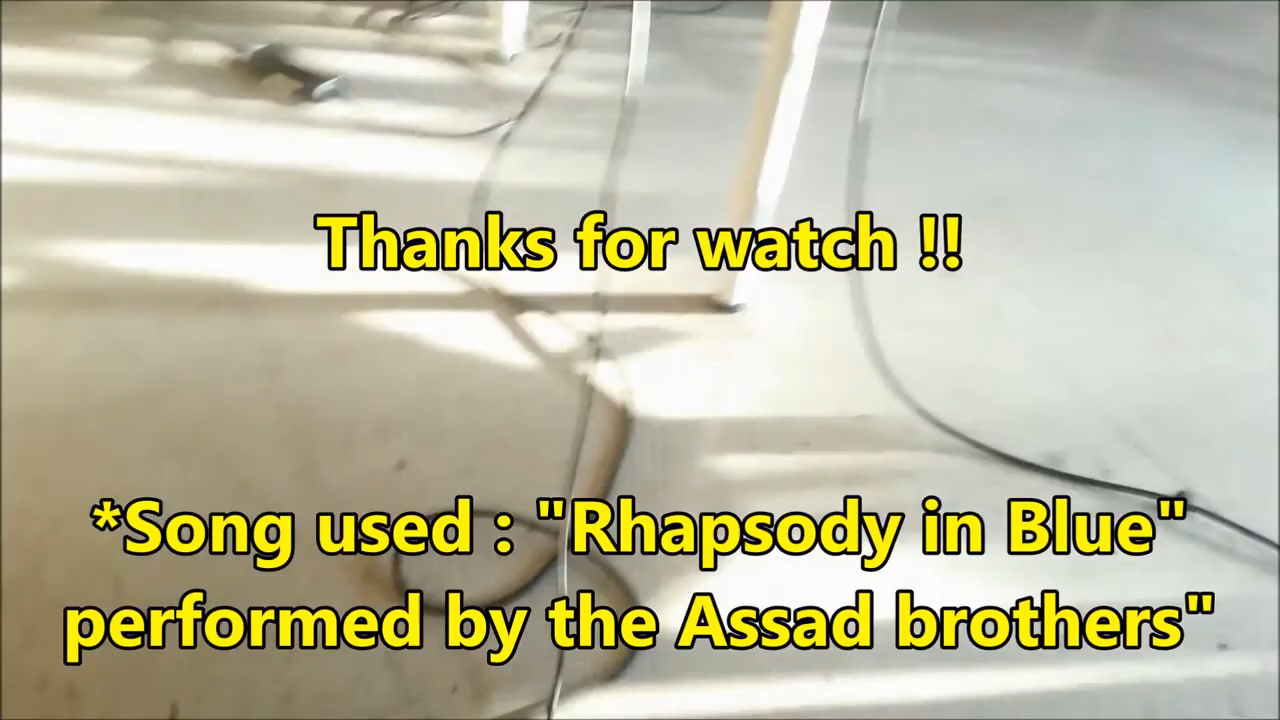 Thanks for watch !!
*Song used : "Rhapsody in Blue"
performed by the Assad brothers"